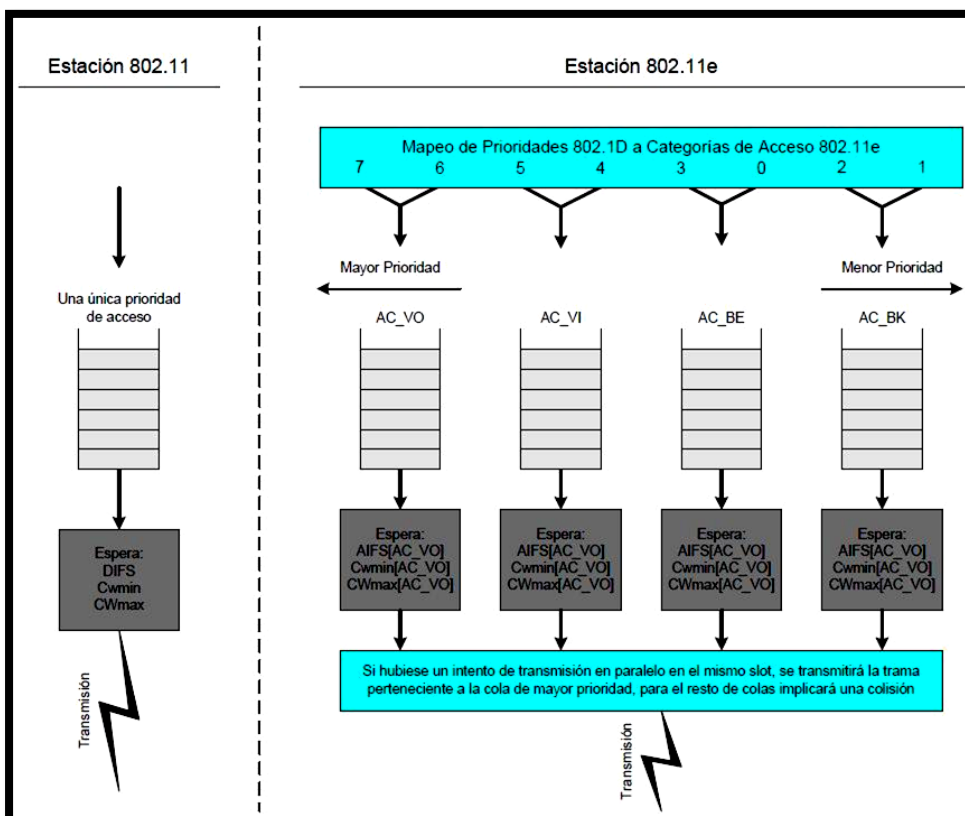 Estación 802.11
Estación 802.11e
Mapeo de Prioridades 802.1D a Categorías de Acceso 802.11e
7 6 5 4 3 0 2 1
Mayor Prioridad
Menor Prioridad
Una única prioridad
de acceso
AC_VO
AC_VI
AC_BE
AC_BK
Espera:
DIFS
Cwmin
CWmax
Espera:
AIFS[AC_VO]
Cwmin[AC_VO]
CWmax[AC_VO]
Espera:
AIFS[AC_VO]
Cwmin[AC_VO]
CWmax[AC_VO]
Espera:
AIFS[AC_VO]
Cwmin[AC_VO]
CWmax[AC_VO]
Espera:
AIFS[AC_VO]
Cwmin[AC_VO]
CWmax[AC_VO]
Si hubiese un intento de transmisión en paralelo en el mismo slot, se transmitirá la trama
perteneciente a la cola de mayor prioridad, para el resto de colas implicará una colisión
Transmisión
Transmisión